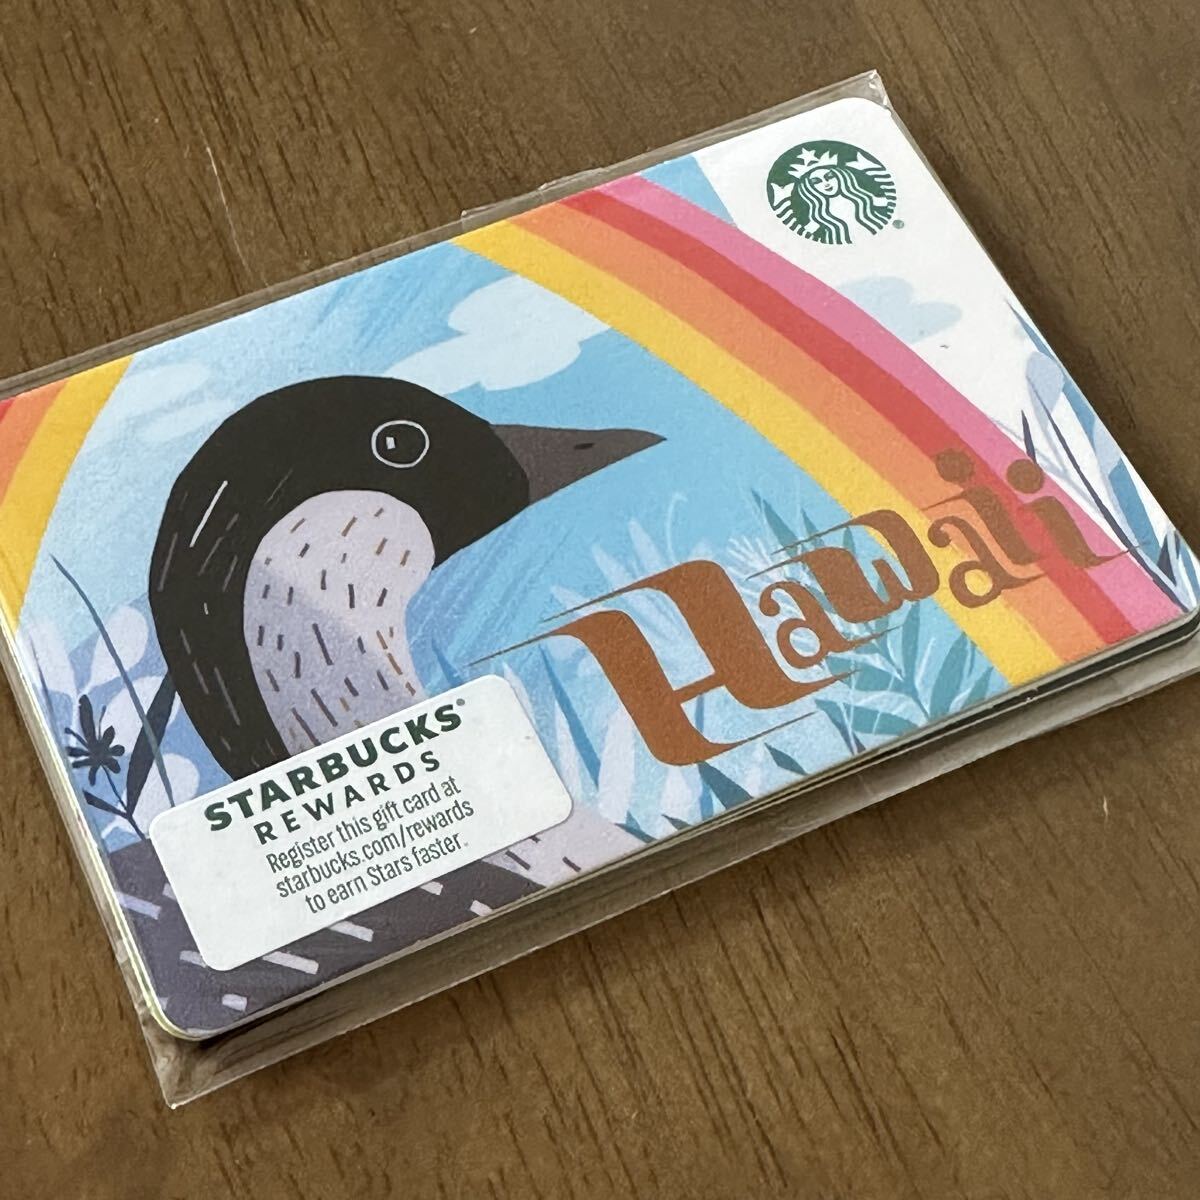 Hawaii
STARBUCKS®
REWARDS
Register this gift card at
starbucks.com/rewards
to earn Stars faster.